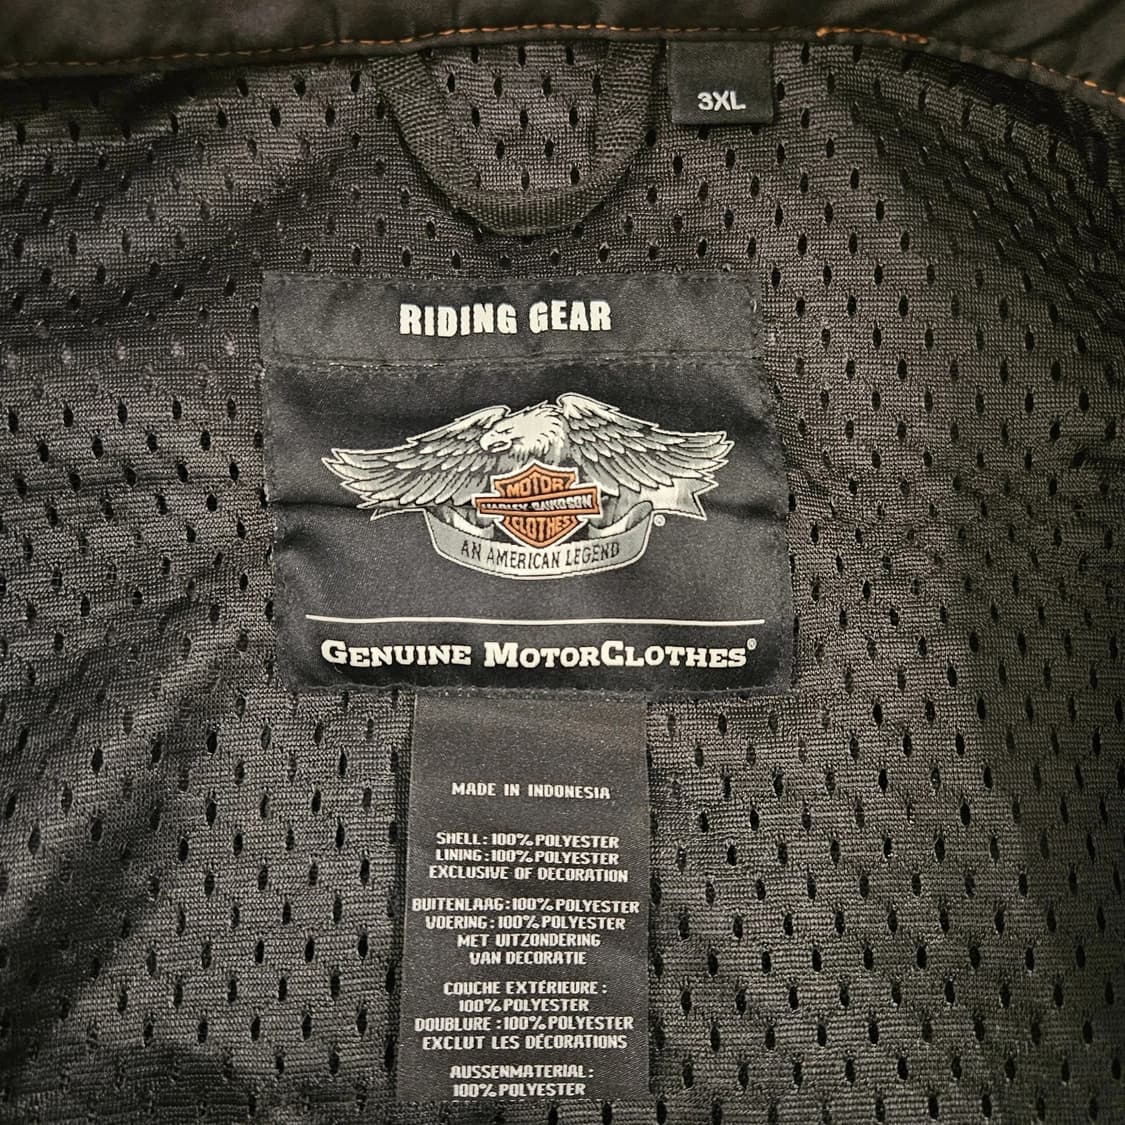 3XL
RIDING GEAR
MOTOR
HARLEY-DAVIDSON
CLOTHES
®
AN AMERICAN LEGEND
GENUINE MOTORCLOTHES®
MADE IN INDONESIA
SHELL:100%POLYESTER
LINING:100%POLYESTER
EXCLUSIVE OF DECORATION
BUITENLAAG:100%POLYESTER
VOERING:100%POLYESTER
MET UITZONDERING
VAN DECORATIE
COUCHE EXTÉRIEURE:
100%POLYESTER
DOUBLURE:100%POLYESTER
EXCLUT LES DÉCORATIONS
AUSSENMATERIAL:
100%POLYESTER